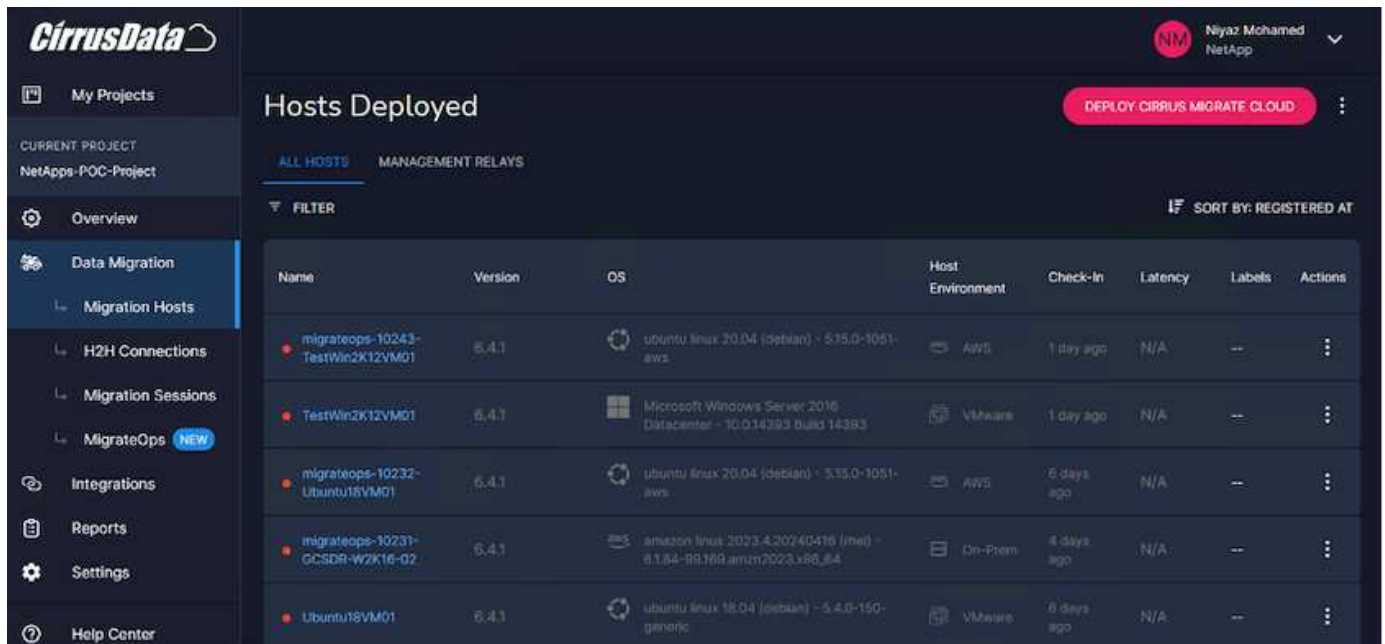 CirrusData
NM
Niyaz Mohamed
NetApp
My Projects
CURRENT PROJECT
NetApps-POC-Project
Overview
Data Migration
Migration Hosts
H2H Connections
Migration Sessions
MigrateOps NEW
Integrations
Reports
Settings
Help Center
Hosts Deployed
DEPLOY CIRRUS MIGRATE CLOUD
ALL HOSTS MANAGEMENT RELAYS
FILTER
SORT BY: REGISTERED AT
Name Version OS Host Environment Check-In Latency Labels Actions
migrateops-10243-
TestWin2K12VM01
6.4.1
ubuntu linux 20.04 (debian) - 5.15.0-1051-
aws
AWS
1 day ago
N/A
--
TestWin2K12VM01
6.4.1
Microsoft Windows Server 2016
Datacenter - 10.0.14393 Build 14393
VMware
1 day ago
N/A
--
migrateops-10232-
Ubuntu18VM01
6.4.1
ubuntu linux 20.04 (debian) - 5.15.0-1051-
aws
AWS
6 days
ago
N/A
--
migrateops-10231-
GCSDR-W2K16-02
6.4.1
aws
amazon linux 2023.4.20240416 (rhel) -
6.1.84-99.169.amzn2023.x86_64
On-Prem
4 days
ago
N/A
--
Ubuntu18VM01
6.4.1
ubuntu linux 18.04 (debian) - 5.4.0-150-
generic
VMware
6 days
ago
N/A
--